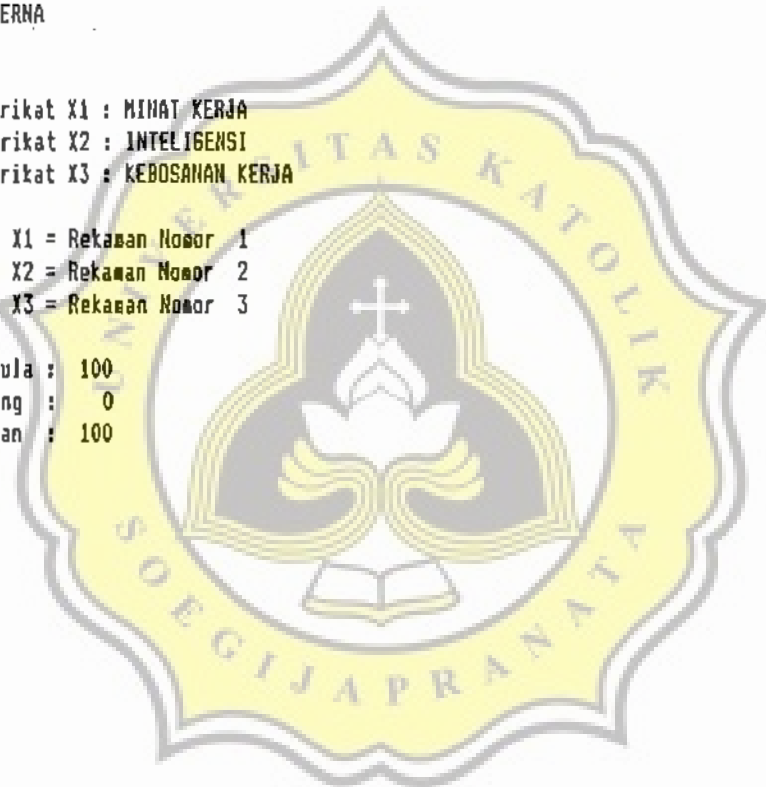 ERNA
rikat X1 : MINAT KERJA
rikat X2 : INTELIGENSI
rikat X3 : KEBOSANAN KERJA
X1 = Rekaman Nomor 1
X2 = Rekaman Nomor 2
X3 = Rekaman Nomor 3
ula : 100
ng : 0
an : 100
UNIVERSITAS KATOLIK
SOEGIJAPRANATA